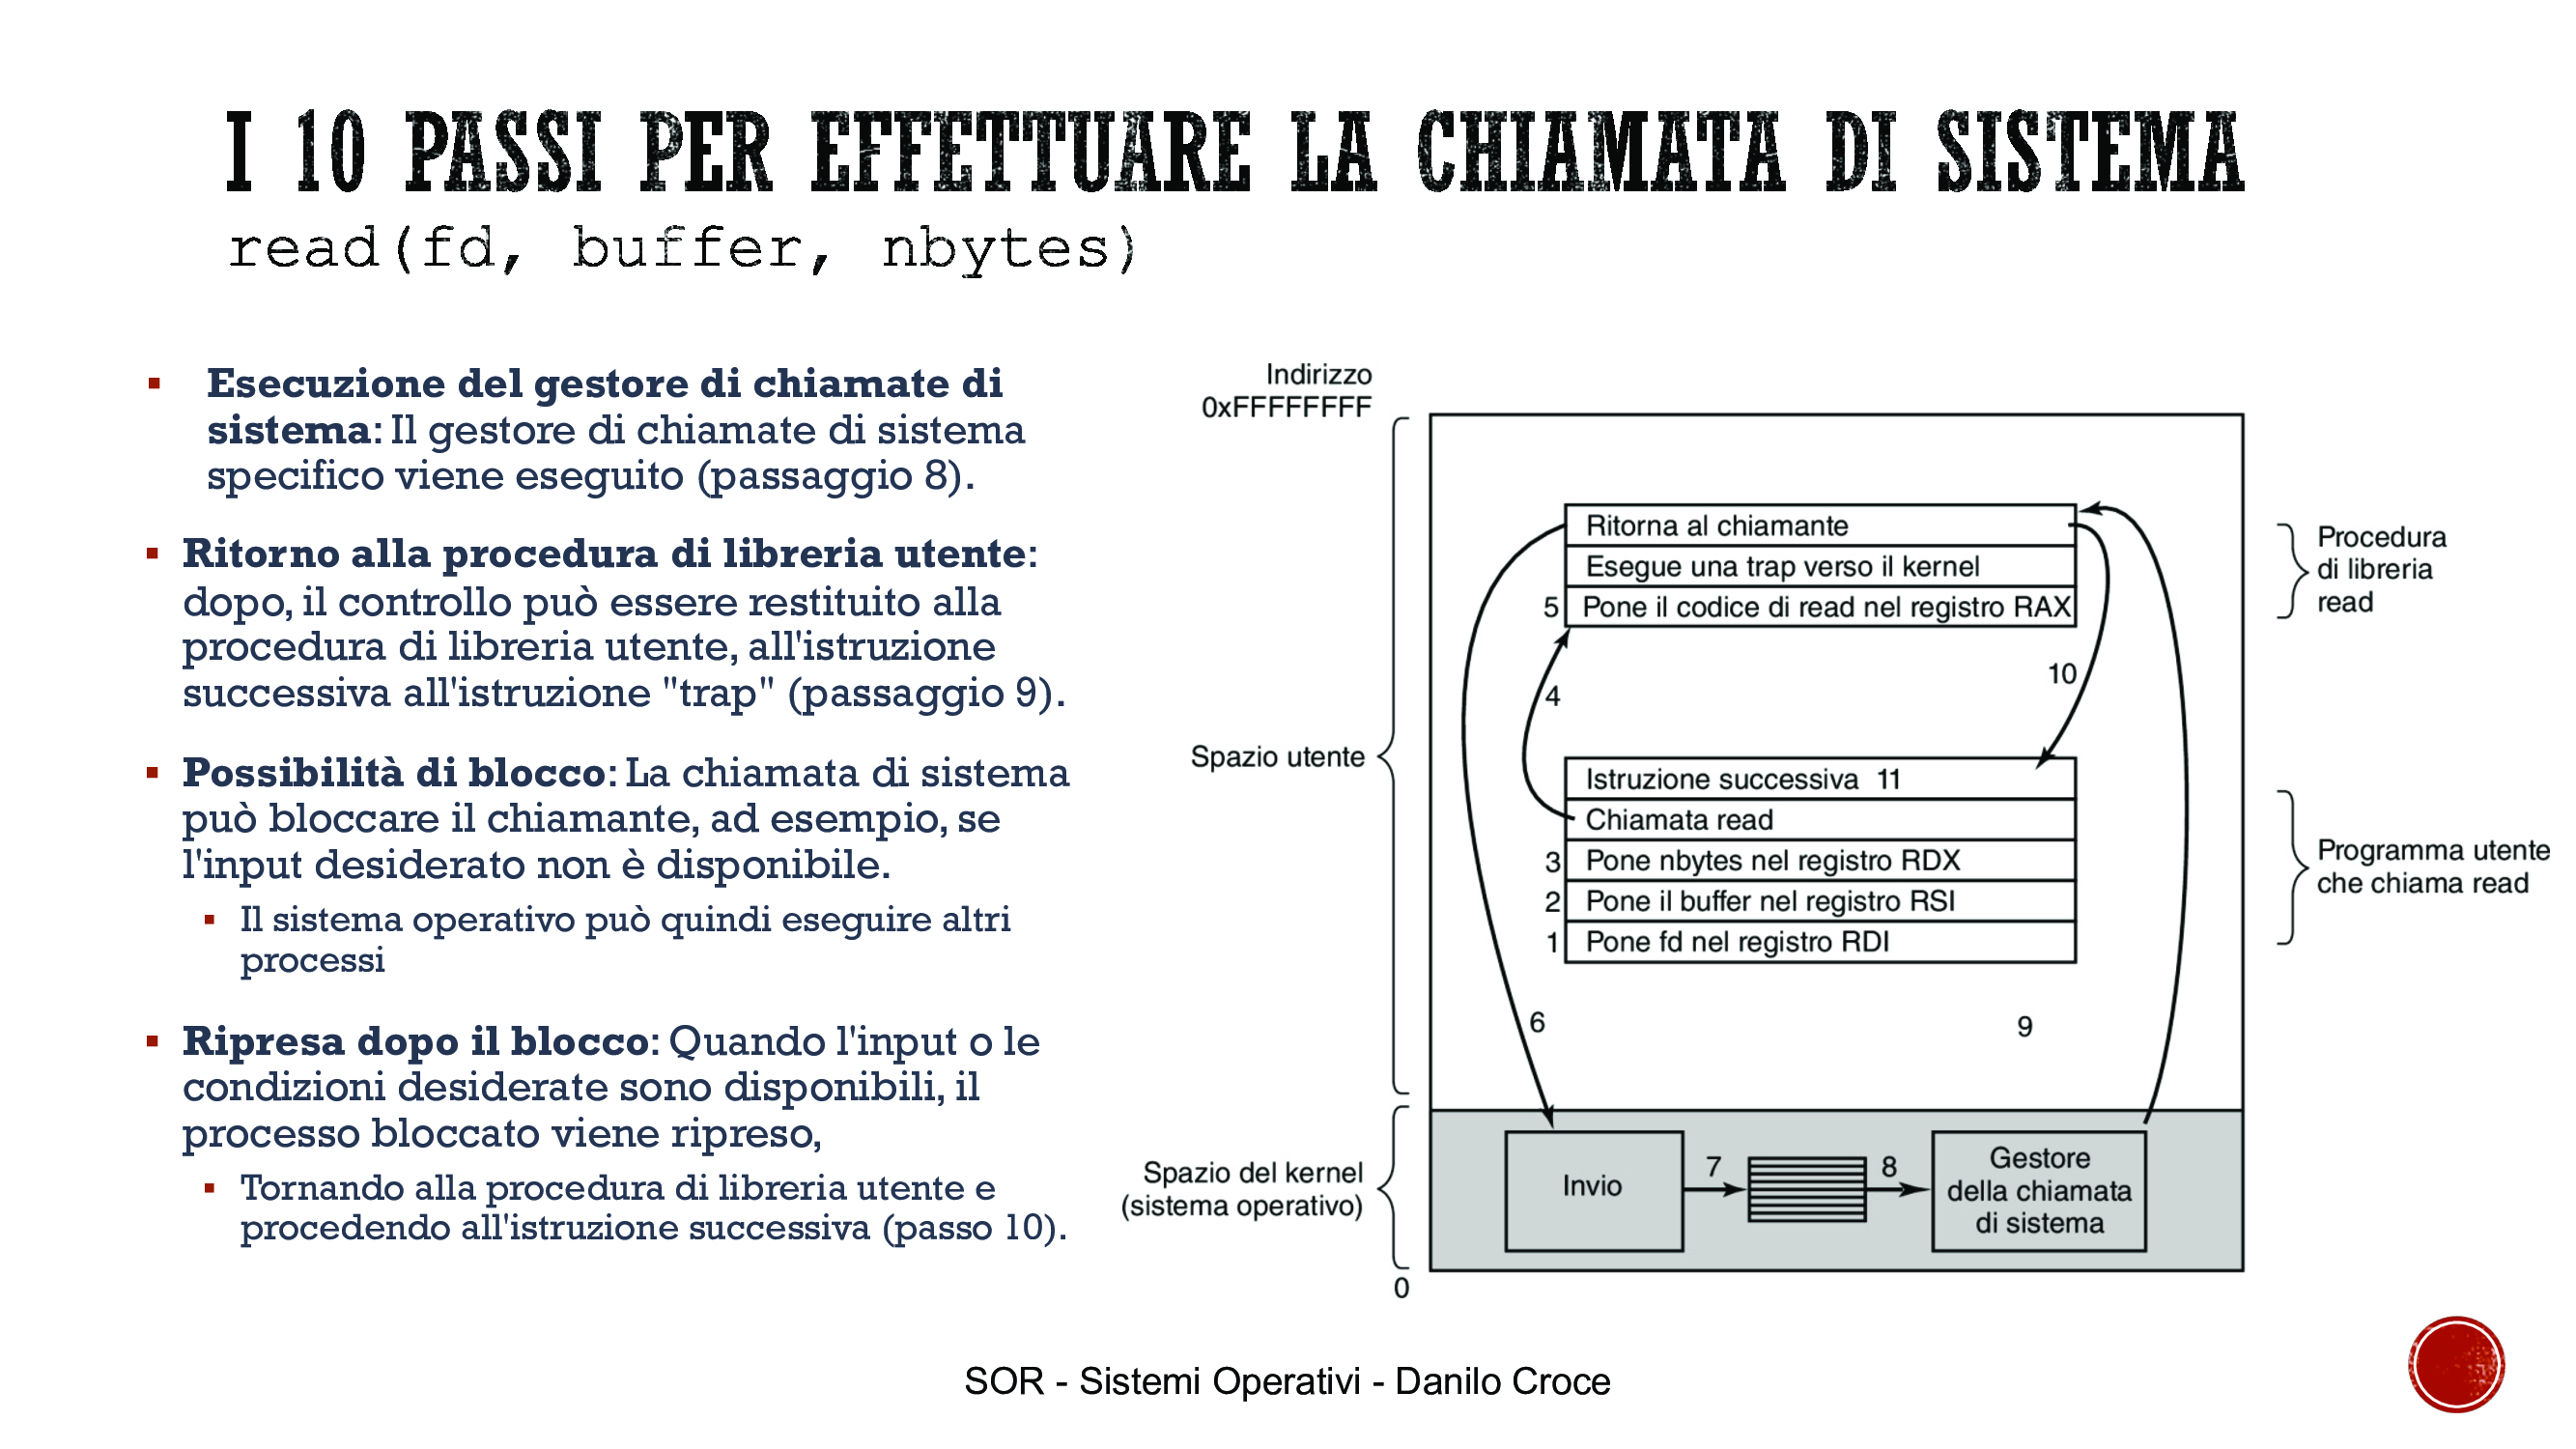 I 10 PASSI PER EFFETTUARE LA CHIAMATA DI SISTEMA
read(fd, buffer, nbytes)
▪ Esecuzione del gestore di chiamate di
sistema: Il gestore di chiamate di sistema
specifico viene eseguito (passaggio 8).
▪ Ritorno alla procedura di libreria utente:
dopo, il controllo può essere restituito alla
procedura di libreria utente, all'istruzione
successiva all'istruzione "trap" (passaggio 9).
▪ Possibilità di blocco: La chiamata di sistema
può bloccare il chiamante, ad esempio, se
l'input desiderato non è disponibile.
▪ Il sistema operativo può quindi eseguire altri
processi
▪ Ripresa dopo il blocco: Quando l'input o le
condizioni desiderate sono disponibili, il
processo bloccato viene ripreso,
▪ Tornando alla procedura di libreria utente e
procedendo all'istruzione successiva (passo 10).
Indirizzo
0xFFFFFFFF
Ritorna al chiamante
Esegue una trap verso il kernel
5 Pone il codice di read nel registro RAX
Procedura
di libreria
read
4
10
Spazio utente
Istruzione successiva 11
Chiamata read
3 Pone nbytes nel registro RDX
2 Pone il buffer nel registro RSI
1 Pone fd nel registro RDI
Programma utente
che chiama read
6
9
Spazio del kernel
(sistema operativo)
Invio
7
8
Gestore
della chiamata
di sistema
0
SOR - Sistemi Operativi - Danilo Croce